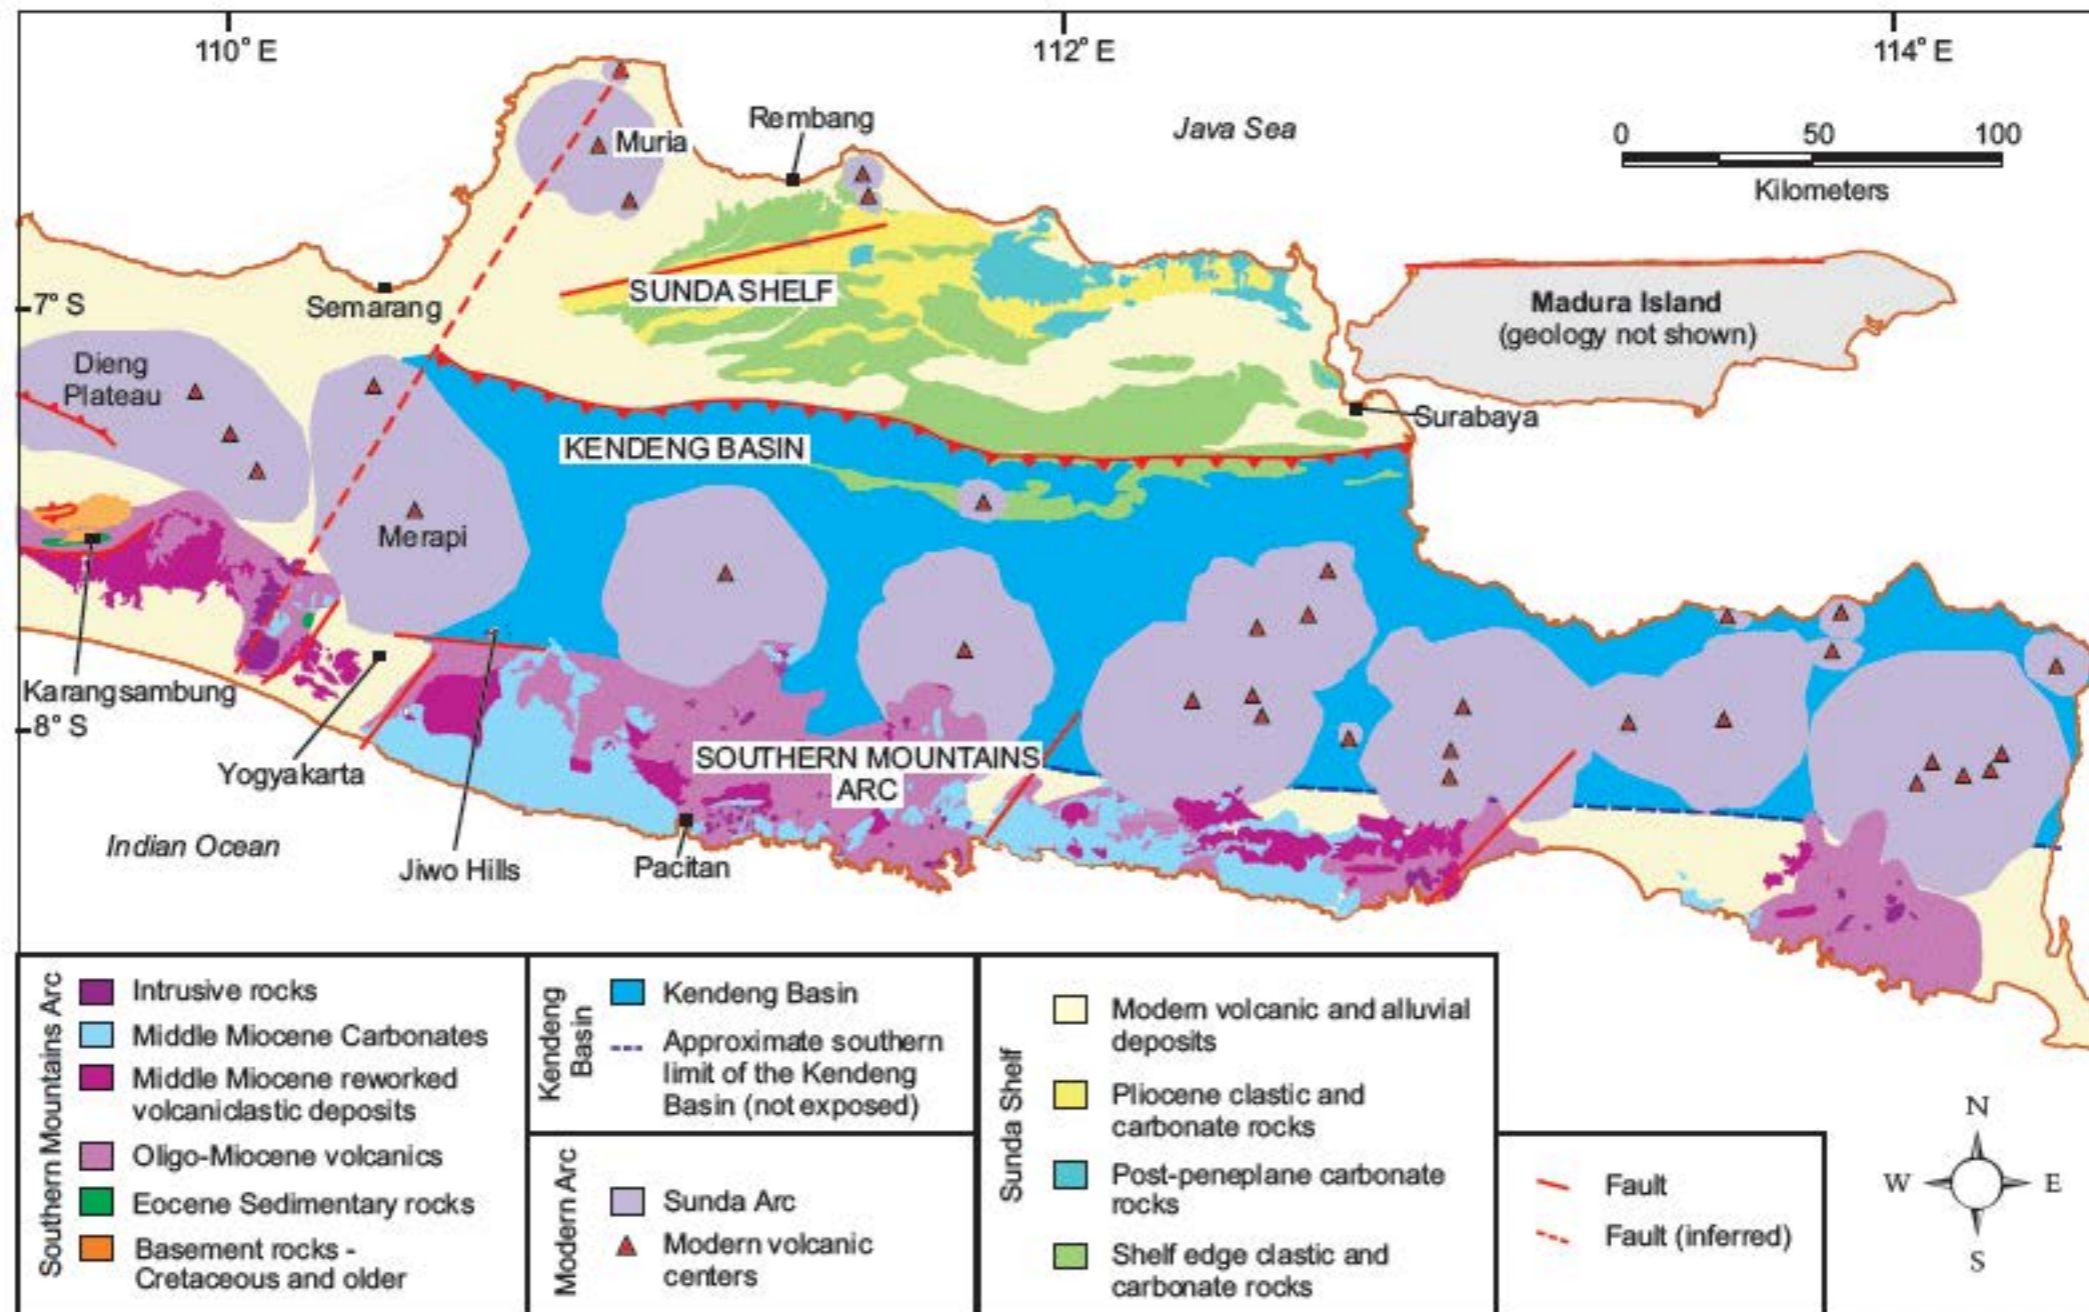 110° E
112° E
114° E
Rembang
Java Sea
0 50 100
Kilometers
Muria
SUNDA SHELF
Semarang
7° S
Madura Island
(geology not shown)
Dieng
Plateau
Surabaya
KENDENG BASIN
Merapi
Karangsambung
8° S
Yogyakarta
SOUTHERN MOUNTAINS
ARC
Indian Ocean
Jiwo Hills
Pacitan
Southern Mountains Arc
Intrusive rocks
Middle Miocene Carbonates
Middle Miocene reworked
volcaniclastic deposits
Oligo-Miocene volcanics
Eocene Sedimentary rocks
Basement rocks -
Cretaceous and older
Kendeng
Basin
Kendeng Basin
Approximate southern
limit of the Kendeng
Basin (not exposed)
Modern Arc
Sunda Arc
Modern volcanic
centers
Sunda Shelf
Modern volcanic and alluvial
deposits
Pliocene clastic and
carbonate rocks
Post-peneplane carbonate
rocks
Shelf edge clastic and
carbonate rocks
Fault
Fault (inferred)
N
W E
S